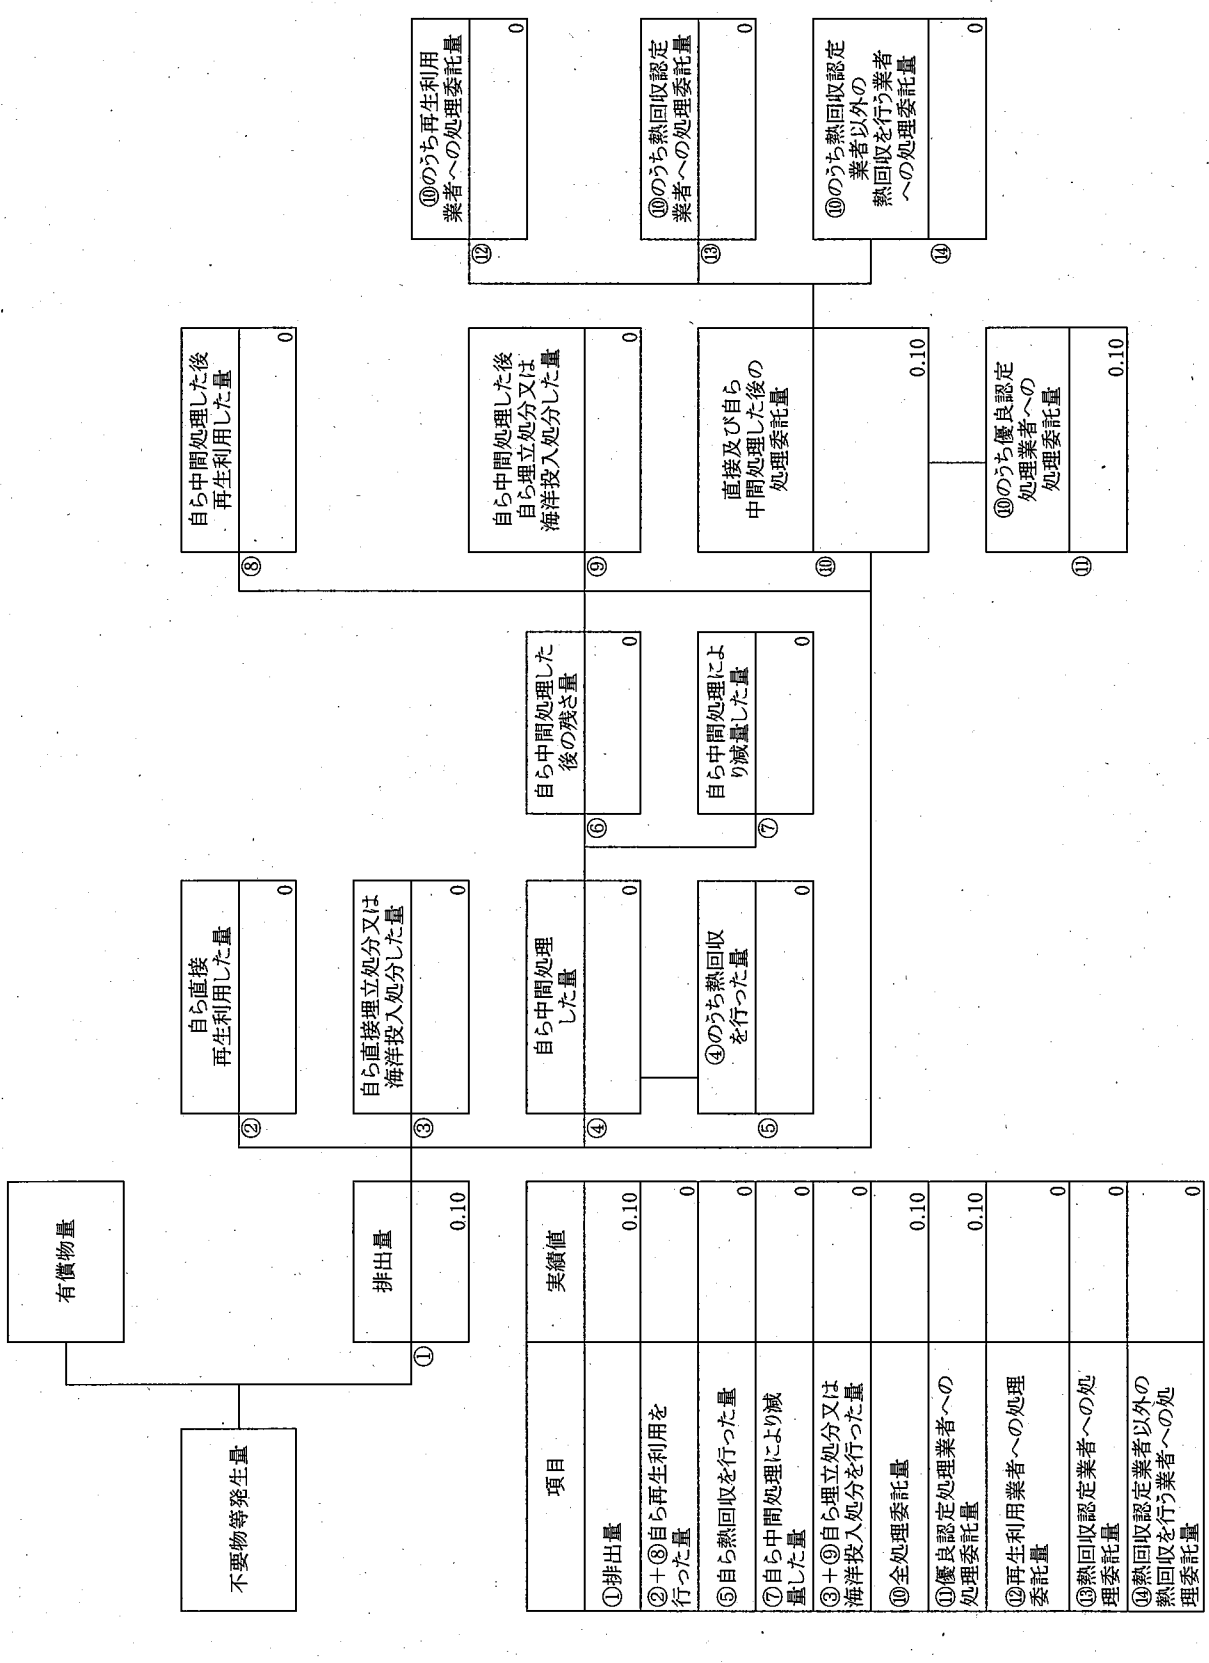 有償物量
不要物等発生量
排出量
①
0.10
自ら直接
再生利用した量
②
0
自ら直接埋立処分又は
海洋投入処分した量
③
0
自ら中間処理
した量
④
0
④のうち熱回収
を行った量
⑤
0
自ら中間処理した
後の残さ量
⑥
0
自ら中間処理によ
り減量した量
⑦
0
自ら中間処理した後
再生利用した量
⑧
0
自ら中間処理した後
自ら埋立処分又は
海洋投入処分した量
⑨
0
直接及び自ら
中間処理した後の
処理委託量
⑩
0.10
⑩のうち優良認定
処理業者への
処理委託量
⑪
0.10
⑩のうち再生利用
業者への処理委託量
⑫
0
⑩のうち熱回収認定
業者への処理委託量
⑬
0
⑩のうち熱回収認定
業者以外の
熱回収を行う業者
への処理委託量
⑭
0
項目 実績値
①排出量 0.10
②+⑧自ら再生利用を
行った量 0
⑤自ら熱回収を行った量 0
⑦自ら中間処理により減
量した量 0
③+⑨自ら埋立処分又は
海洋投入処分を行った量 0
⑩全処理委託量 0.10
⑪優良認定処理業者への
処理委託量 0.10
⑫再生利用業者への処理
委託量 0
⑬熱回収認定業者への処
理委託量 0
⑭熱回収認定業者以外の
熱回収を行う業者への処
理委託量 0